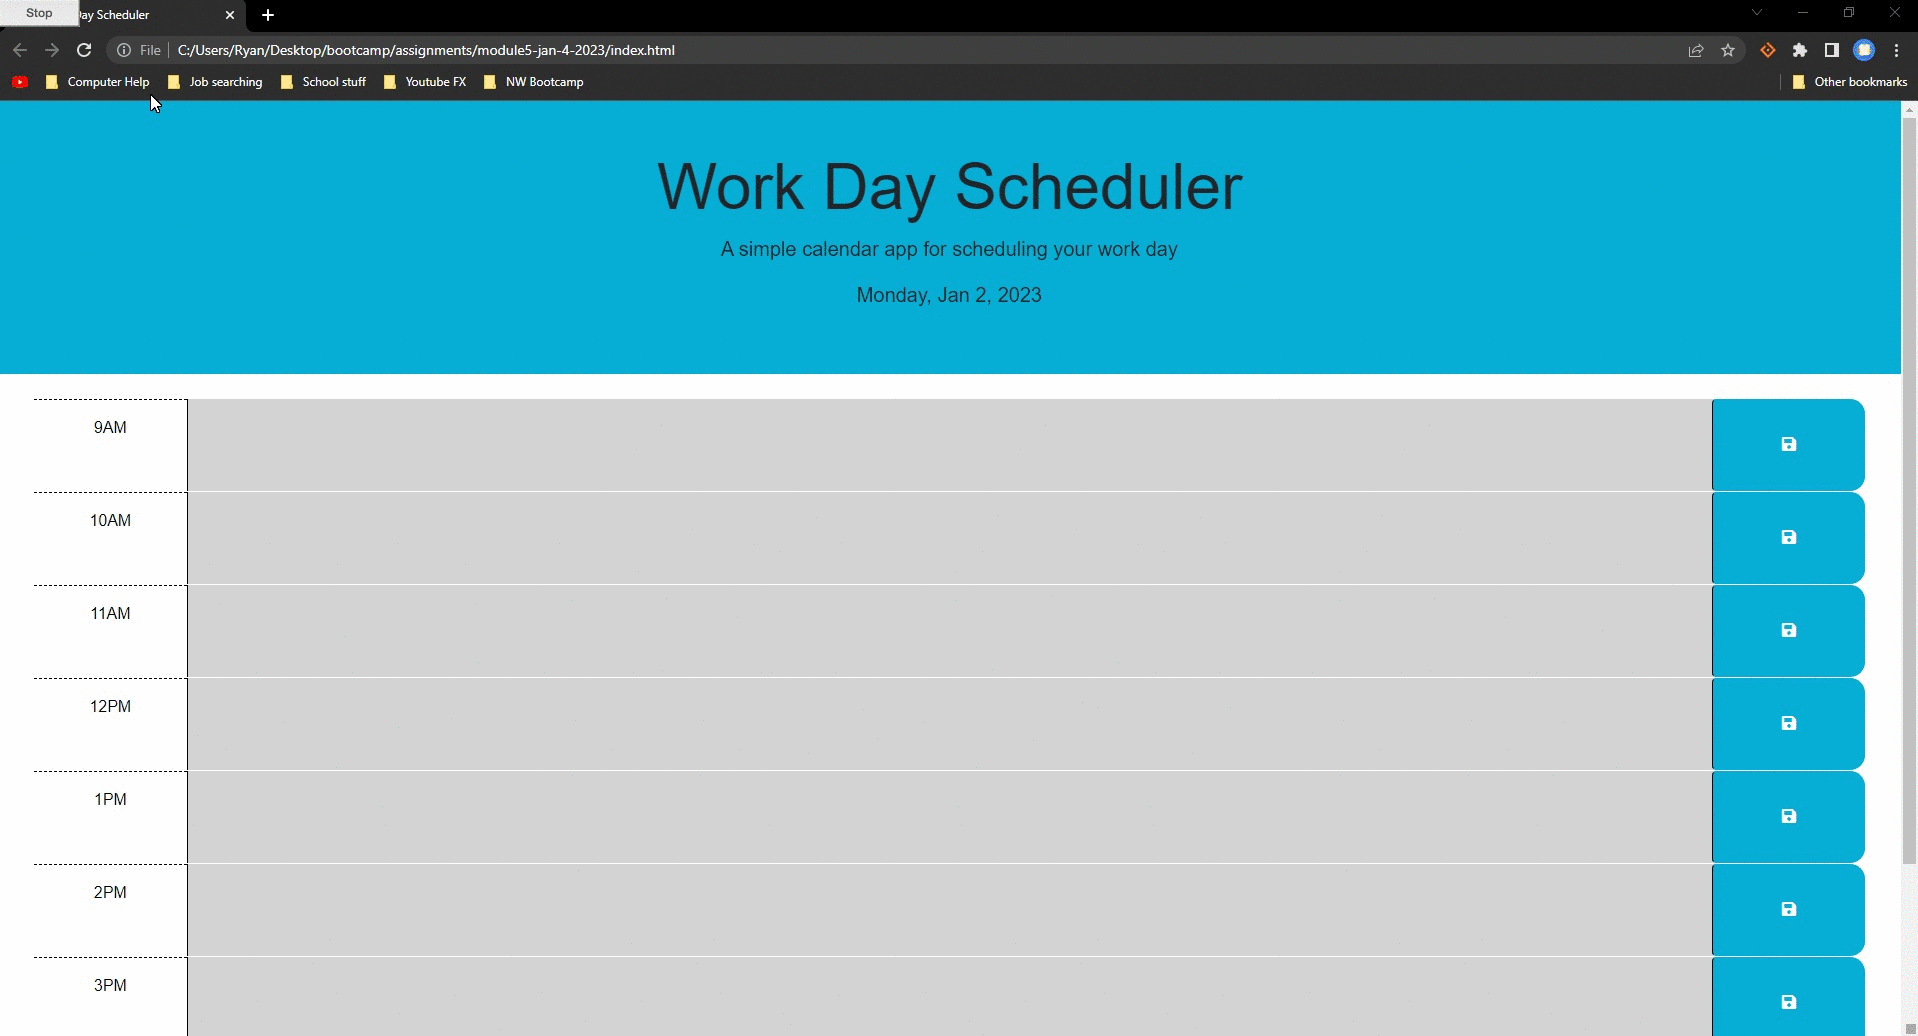 Stop
ay Scheduler
File C:/Users/Ryan/Desktop/bootcamp/assignments/module5-jan-4-2023/index.html
Computer Help Job searching School stuff Youtube FX NW Bootcamp Other bookmarks
Work Day Scheduler
A simple calendar app for scheduling your work day
Monday, Jan 2, 2023
9AM
10AM
11AM
12PM
1PM
2PM
3PM